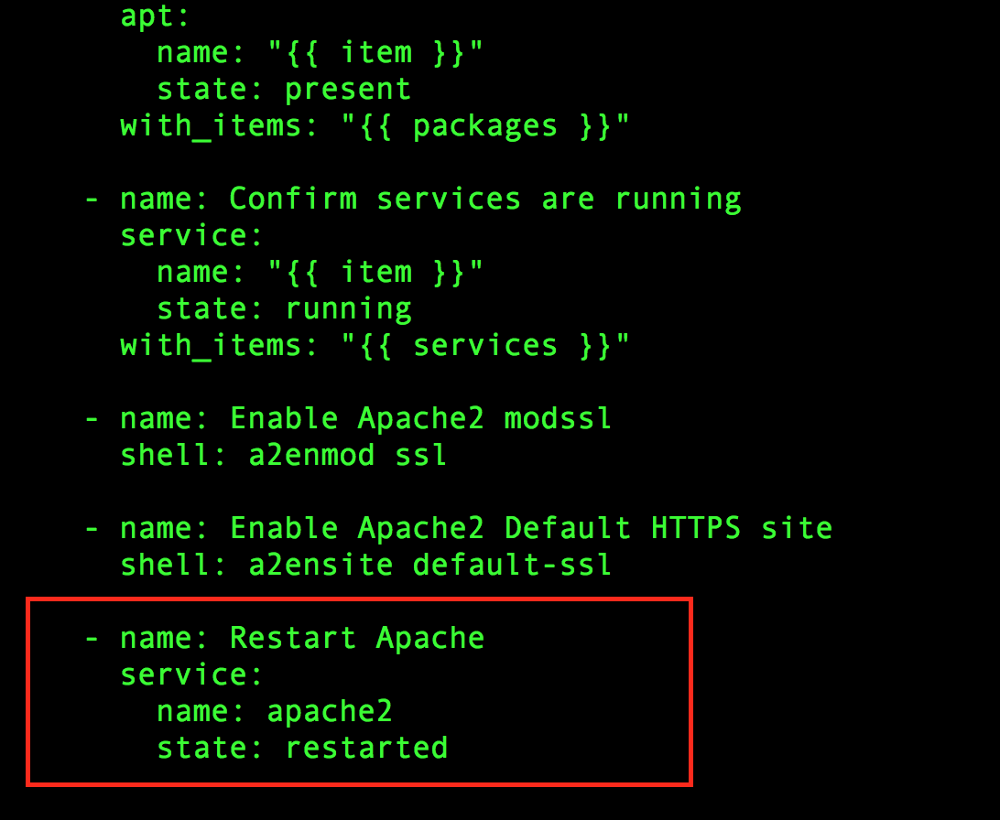 apt:
name: "{{ item }}"
state: present
with_items: "{{ packages }}"
- name: Confirm services are running
service:
name: "{{ item }}"
state: running
with_items: "{{ services }}"
- name: Enable Apache2 modssl
shell: a2enmod ssl
- name: Enable Apache2 Default HTTPS site
shell: a2ensite default-ssl
- name: Restart Apache
service:
name: apache2
state: restarted